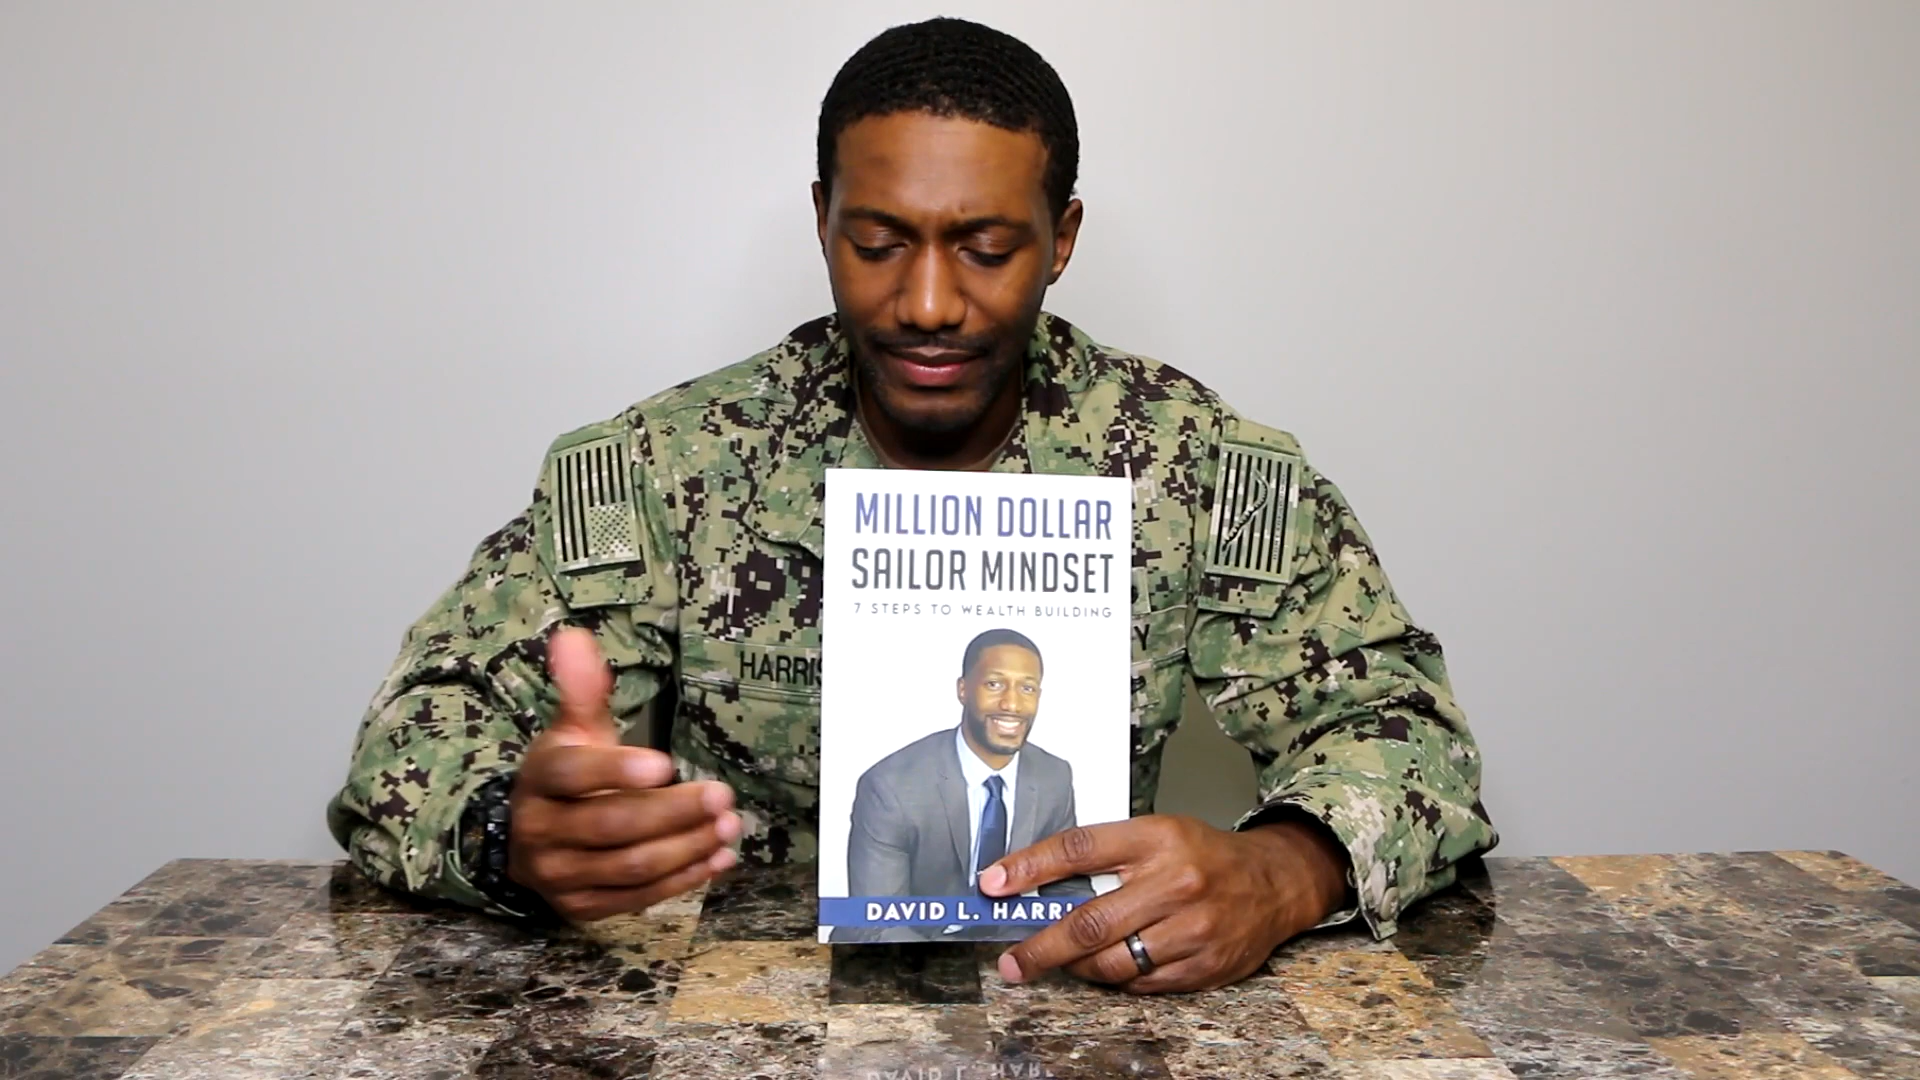 MILLION DOLLAR
SAILOR MINDSET
7 STEPS TO WEALTH BUILDING
HARRIS
Y
DAVID L. HARRI